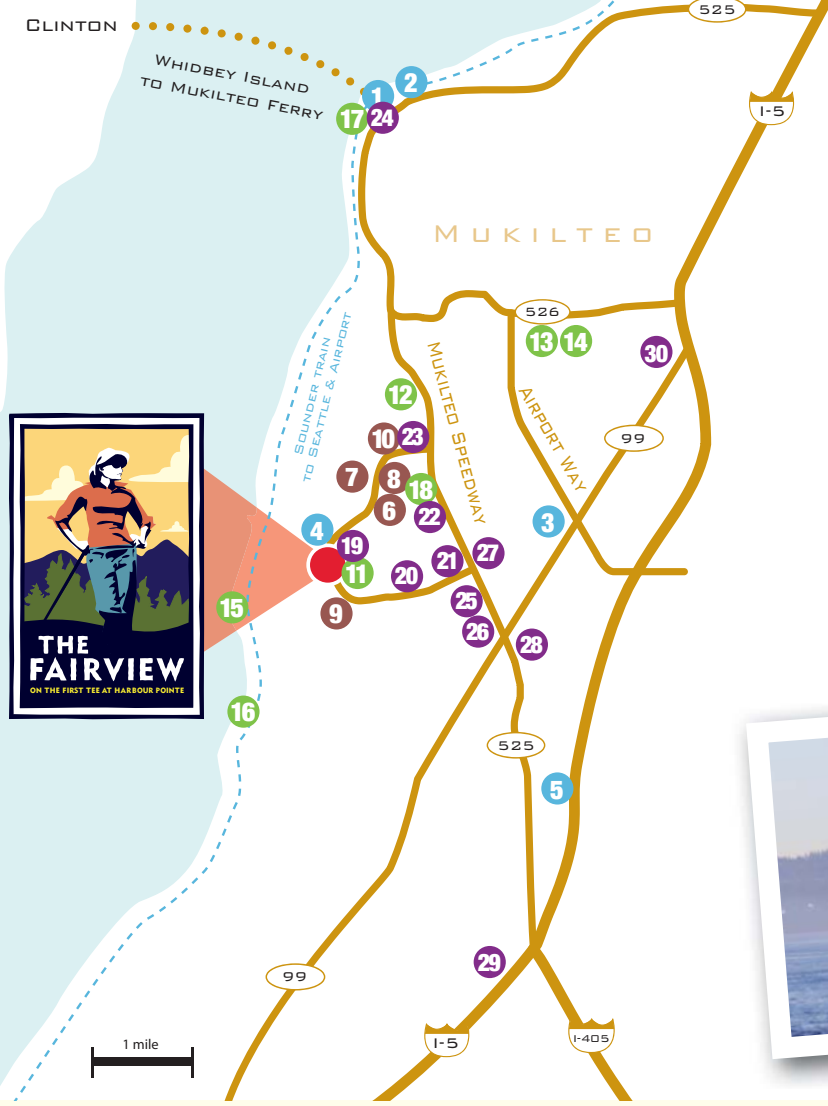 525
CLINTON
WHIDBEY ISLAND
TO MUKILTEO FERRY
2
1
17
24
I-5
MUKILTEO
526
13
14
30
SOUNDER TRAIN
TO SEATTLE & AIRPORT
MUKILTEO SPEEDWAY
12
AIRPORT WAY
10
23
99
7
8
18
6
22
3
4
19
27
21
11
20
15
9
25
26
28
THE
FAIRVIEW
ON THE FIRST TEE AT HARBOUR POINTE
16
525
5
29
99
1 mile
I-5
I-405